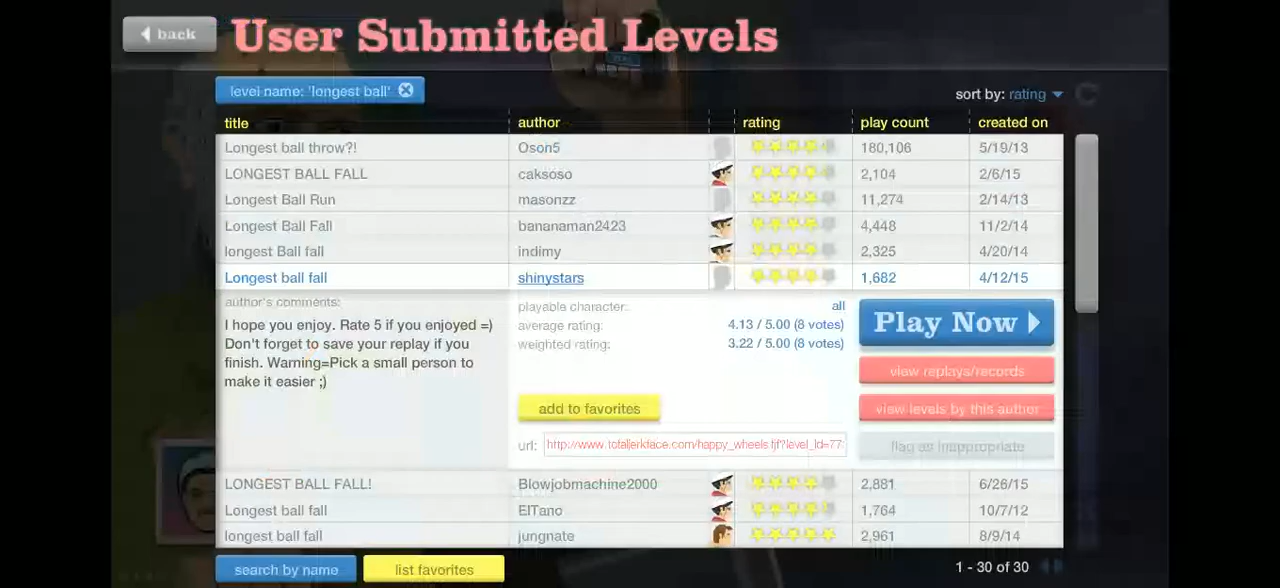 back
User Submitted Levels
level name: 'longest ball'
sort by: rating
title author rating play count created on
Longest ball throw?! Oson5 180,106 5/19/13
LONGEST BALL FALL caksoso 2,104 2/6/15
Longest Ball Run masonzz 11,274 2/14/13
Longest Ball Fall bananaman2423 4,448 11/2/14
longest Ball fall indimy 2,325 4/20/14
Longest ball fall shinystars 1,682 4/12/15
author's comments:
I hope you enjoy. Rate 5 if you enjoyed =)
Don't forget to save your replay if you
finish. Warning=Pick a small person to
make it easier ;)
playable character: all
average rating: 4.13 / 5.00 (8 votes)
weighted rating: 3.22 / 5.00 (8 votes)
add to favorites
url: http://www.totaljerkface.com/happy_wheels.tjf?level_id=77
Play Now
view replays/records
view levels by this author
flag as inappropriate
LONGEST BALL FALL! Blowjobmachine2000 2,881 6/26/15
Longest ball fall ElTano 1,764 10/7/12
longest ball fall jungnate 2,961 8/9/14
search by name
list favorites
1 - 30 of 30